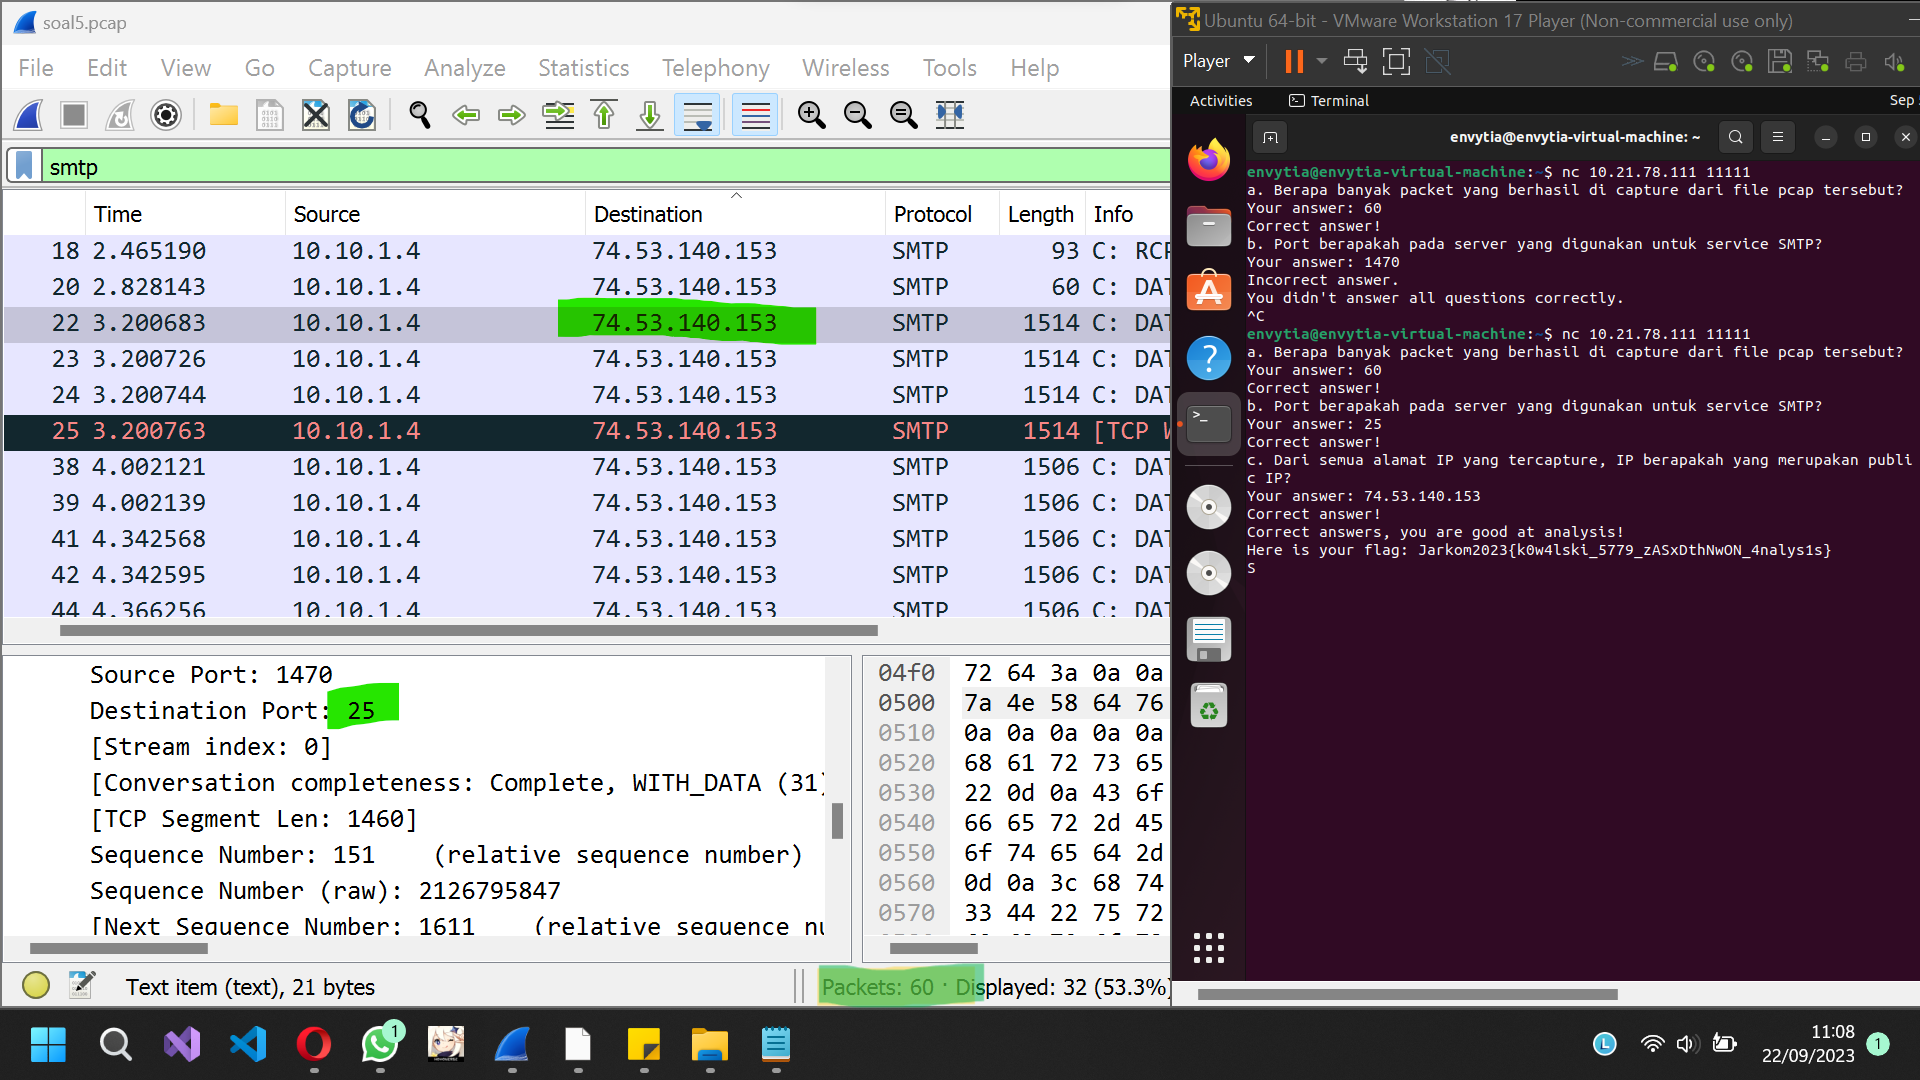 soal5.pcap
File Edit View Go Capture Analyze Statistics Telephony Wireless Tools Help
smtp
Time Source Destination Protocol Length Info
18 2.465190 10.10.1.4 74.53.140.153 SMTP 93 C: RCP
20 2.828143 10.10.1.4 74.53.140.153 SMTP 60 C: DAT
22 3.200683 10.10.1.4 74.53.140.153 SMTP 1514 C: DAT
23 3.200726 10.10.1.4 74.53.140.153 SMTP 1514 C: DAT
24 3.200744 10.10.1.4 74.53.140.153 SMTP 1514 C: DAT
25 3.200763 10.10.1.4 74.53.140.153 SMTP 1514 [TCP W
38 4.002121 10.10.1.4 74.53.140.153 SMTP 1506 C: DAT
39 4.002139 10.10.1.4 74.53.140.153 SMTP 1506 C: DAT
41 4.342568 10.10.1.4 74.53.140.153 SMTP 1506 C: DAT
42 4.342595 10.10.1.4 74.53.140.153 SMTP 1506 C: DAT
44 4.366256 10.10.1.4 74.53.140.153 SMTP 1506 C: DAT
Source Port: 1470
Destination Port: 25
[Stream index: 0]
[Conversation completeness: Complete, WITH_DATA (31)
[TCP Segment Len: 1460]
Sequence Number: 151 (relative sequence number)
Sequence Number (raw): 2126795847
[Next Sequence Number: 1611 (relative sequence nu
04f0 72 64 3a 0a 0a
0500 7a 4e 58 64 76
0510 0a 0a 0a 0a 0a
0520 68 61 72 73 65
0530 22 0d 0a 43 6f
0540 66 65 72 2d 45
0550 6f 74 65 64 2d
0560 0d 0a 3c 68 74
0570 33 44 22 75 72
Text item (text), 21 bytes
Packets: 60 · Displayed: 32 (53.3%)
Ubuntu 64-bit - VMware Workstation 17 Player (Non-commercial use only)
Player
Activities Terminal Sep
envytia@envytia-virtual-machine: ~
envytia@envytia-virtual-machine:~$ nc 10.21.78.111 11111
a. Berapa banyak packet yang berhasil di capture dari file pcap tersebut?
Your answer: 60
Correct answer!
b. Port berapakah pada server yang digunakan untuk service SMTP?
Your answer: 1470
Incorrect answer.
You didn't answer all questions correctly.
^C
envytia@envytia-virtual-machine:~$ nc 10.21.78.111 11111
a. Berapa banyak packet yang berhasil di capture dari file pcap tersebut?
Your answer: 60
Correct answer!
b. Port berapakah pada server yang digunakan untuk service SMTP?
Your answer: 25
Correct answer!
c. Dari semua alamat IP yang tercapture, IP berapakah yang merupakan publi
c IP?
Your answer: 74.53.140.153
Correct answer!
Correct answers, you are good at analysis!
Here is your flag: Jarkom2023{k0w4lski_5779_zASxDthNwON_4nalys1s}
S
1
L
11:08
22/09/2023
1